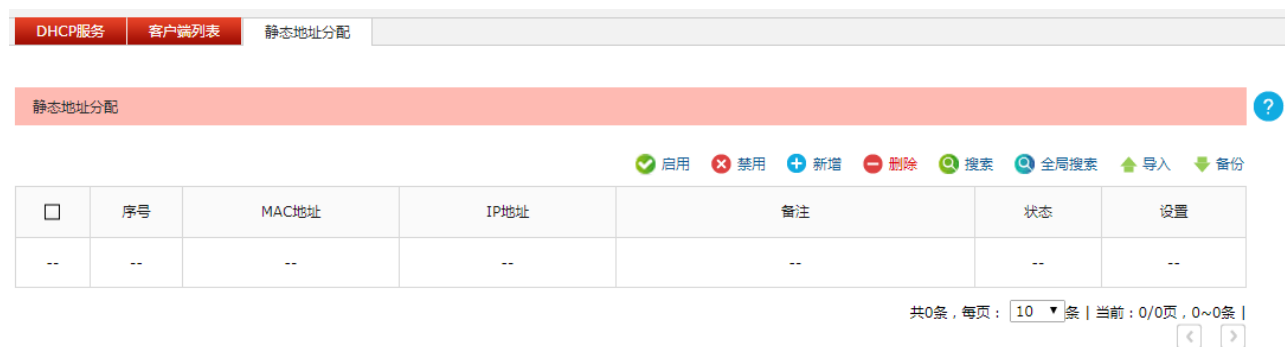 DHCP服务 客户端列表 静态地址分配
静态地址分配
?
启用 禁用 新增 删除 搜索 全局搜索 导入 备份
序号 MAC地址 IP地址 备注 状态 设置
-- -- -- -- -- -- --
共0条，每页： 10 条 | 当前：0/0页，0~0条 |
< >